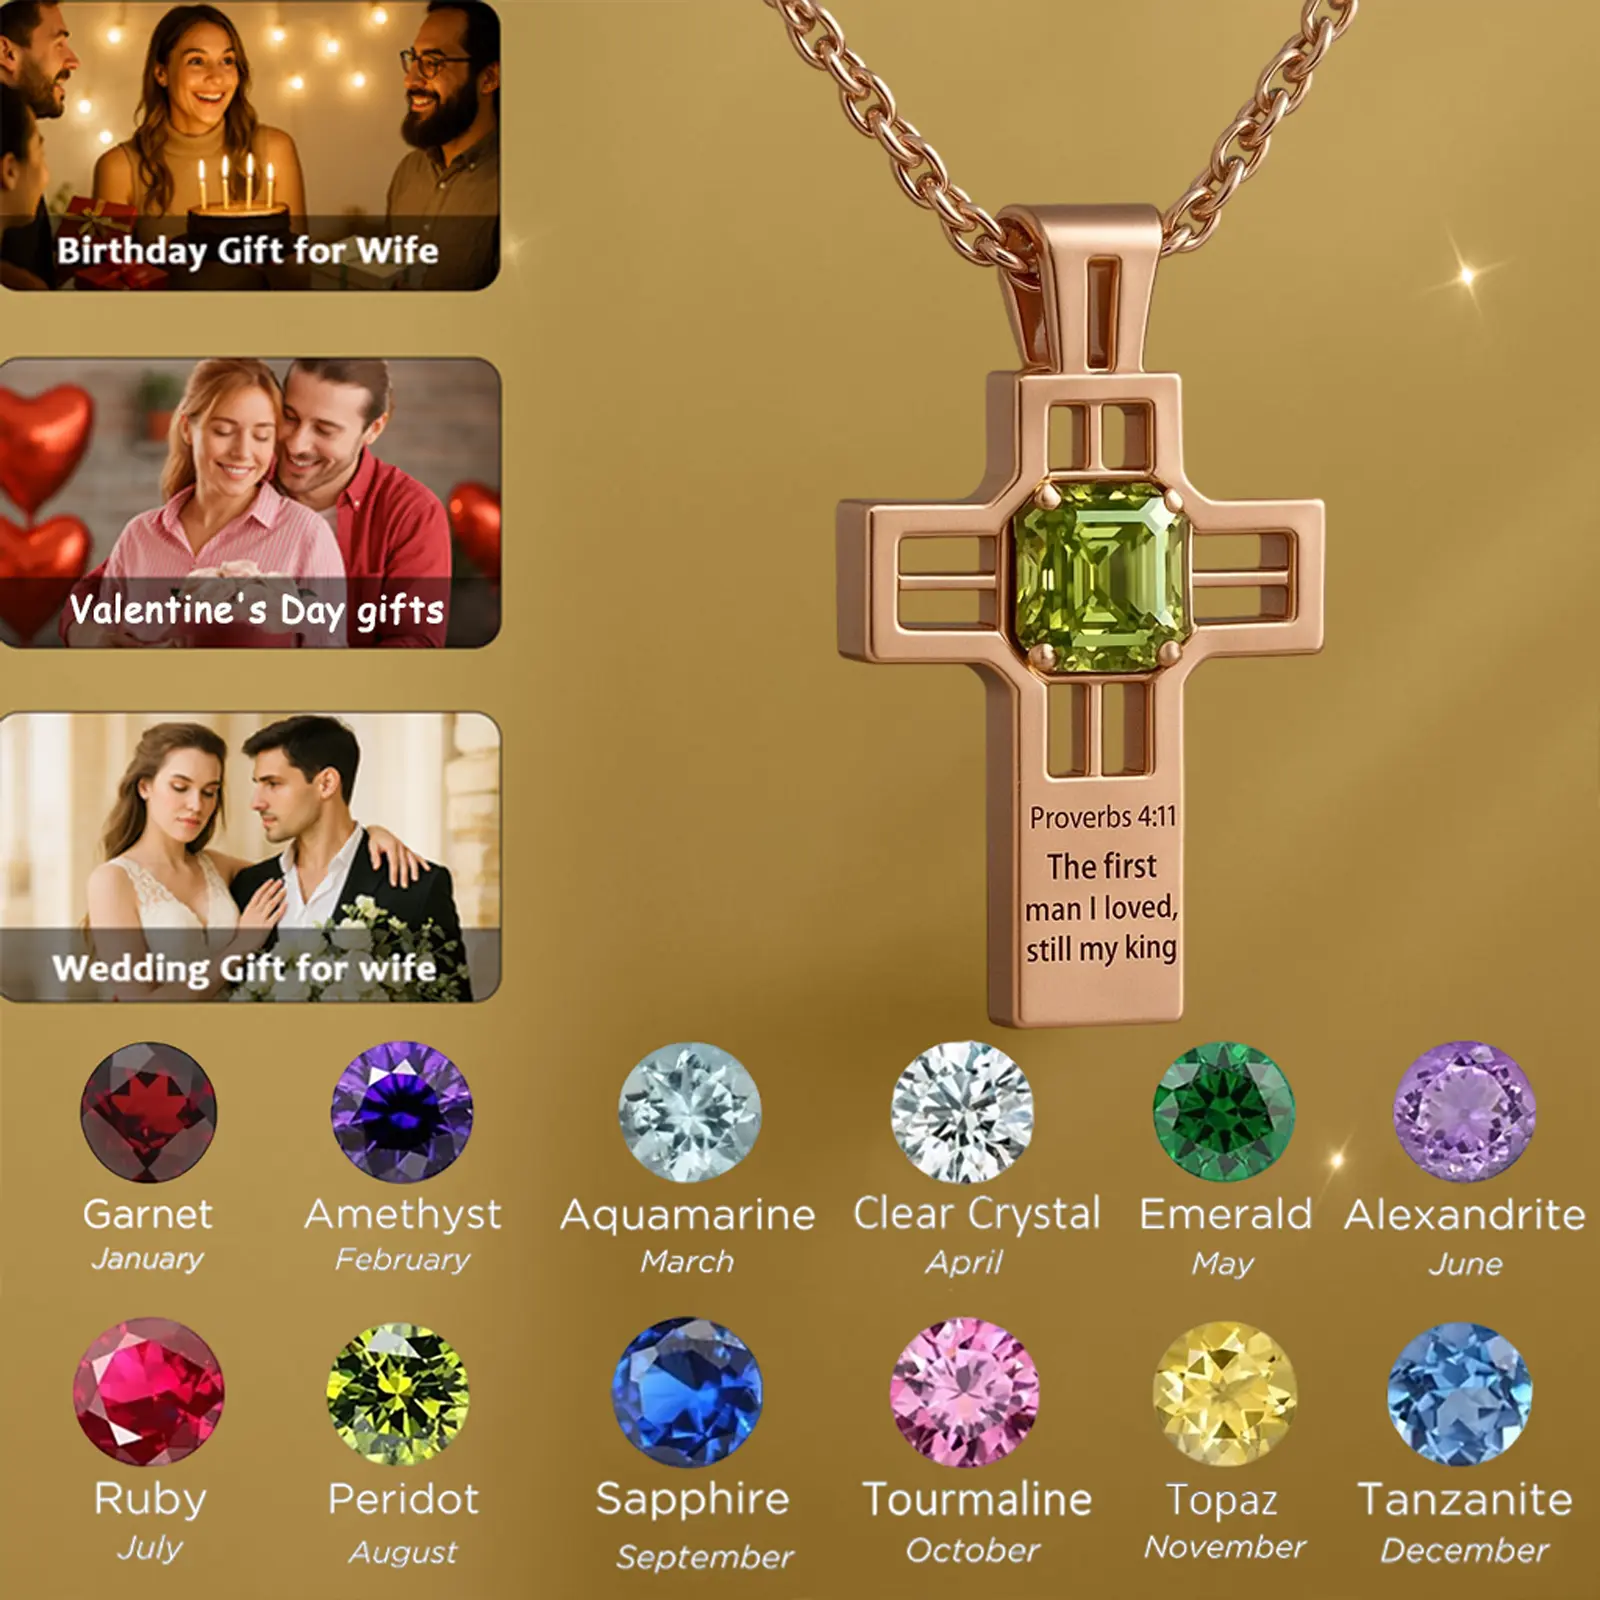 Birthday Gift for Wife
Valentine's Day gifts
Wedding Gift for wife
Proverbs 4:11
The first
man I loved,
still my king
Garnet
January
Amethyst
February
Aquamarine
March
Clear Crystal
April
Emerald
May
Alexandrite
June
Ruby
July
Peridot
August
Sapphire
September
Tourmaline
October
Topaz
November
Tanzanite
December